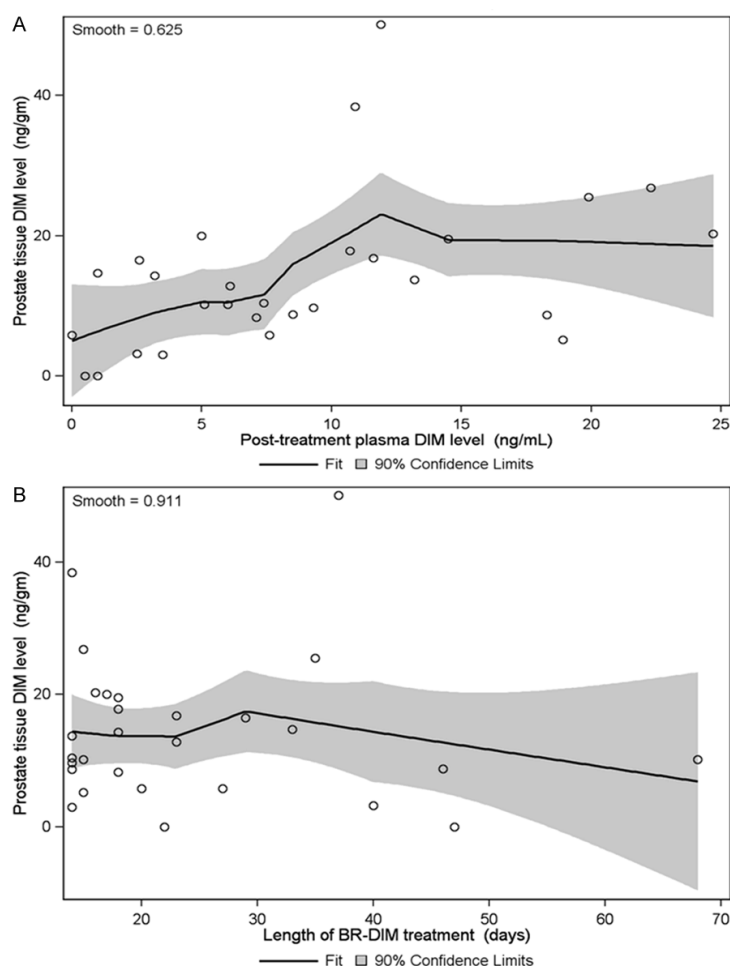 A
Smooth = 0.625
Prostate tissue DIM level (ng/gm)
40
20
0
0 5 10 15 20 25
Post-treatment plasma DIM level (ng/mL)
Fit 90% Confidence Limits
B
Smooth = 0.911
Prostate tissue DIM level (ng/gm)
40
20
0
20 30 40 50 60 70
Length of BR-DIM treatment (days)
Fit 90% Confidence Limits